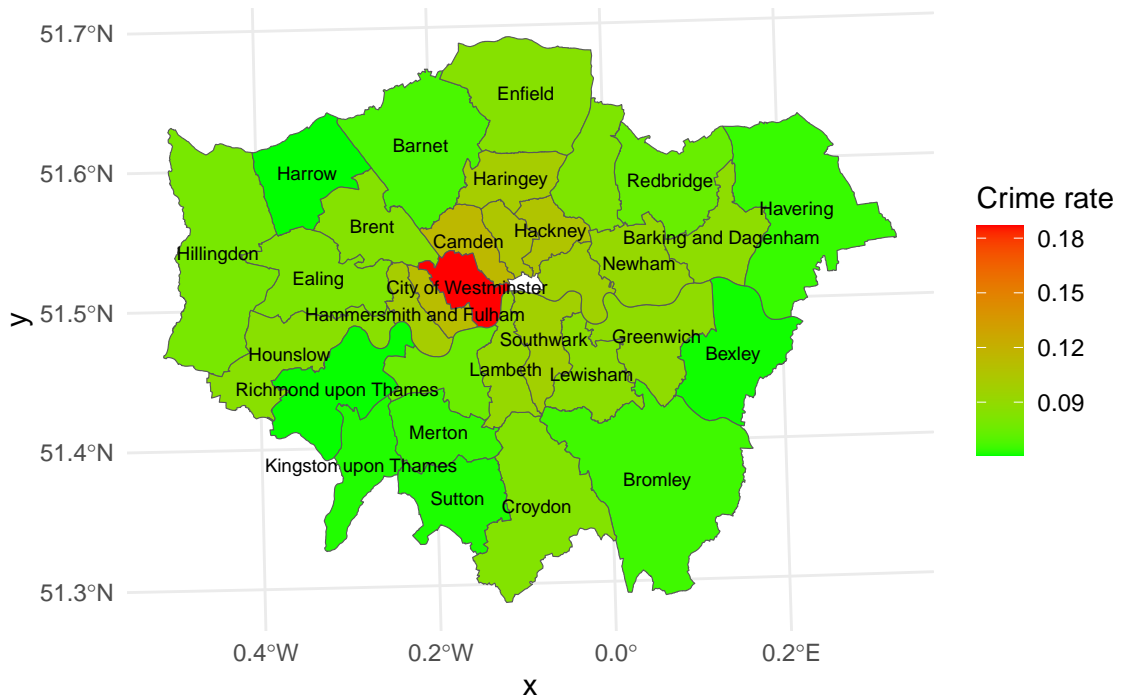 51.7°N
51.6°N
51.5°N
51.4°N
51.3°N
y
Enfield
Barnet
Harrow
Haringey
Redbridge
Havering
Brent
Hackney
Camden
Barking and Dagenham
Hillingdon
Newham
Ealing
City of Westminster
Hammersmith and Fulham
Southwark
Greenwich
Hounslow
Bexley
Lambeth
Lewisham
Richmond upon Thames
Merton
Kingston upon Thames
Bromley
Sutton
Croydon
0.4°W
0.2°W
0.0°
0.2°E
x
Crime rate
0.18
0.15
0.12
0.09